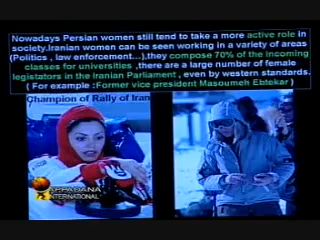 Nowadays Persian women still tend to take a more active role in
society.Iranian women can be seen working in a variety of areas
(Politics , law enforcement...),they compose 70% of the incoming
classes for universities ,there are a large number of female
legistators in the Iranian Parliament , even by western standards.
( For example :Former vice president Masoumeh Ebtekar )
Champion of Rally of Iran
APPADANA
INTERNATIONAL